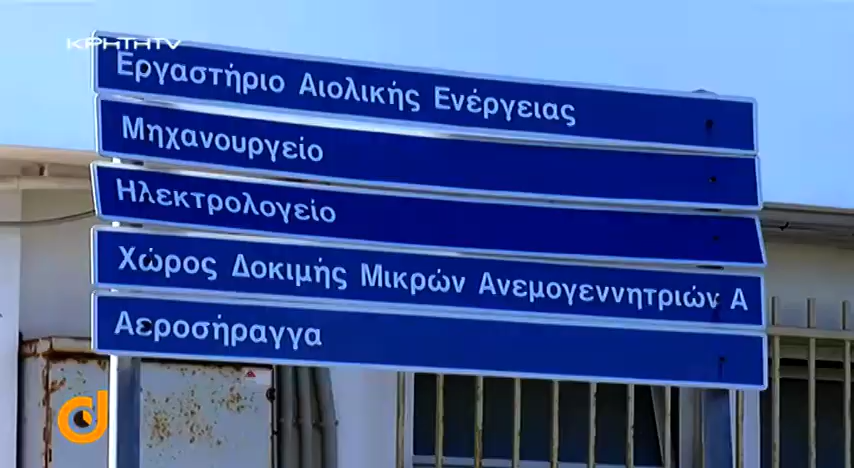 ΚΡΗΤΗTV
Εργαστήριο Αιολικής Ενέργειας
Μηχανουργείο
Ηλεκτρολογείο
Χώρος Δοκιμής Μικρών Ανεμογεννητριών Α
Αεροσήραγγα